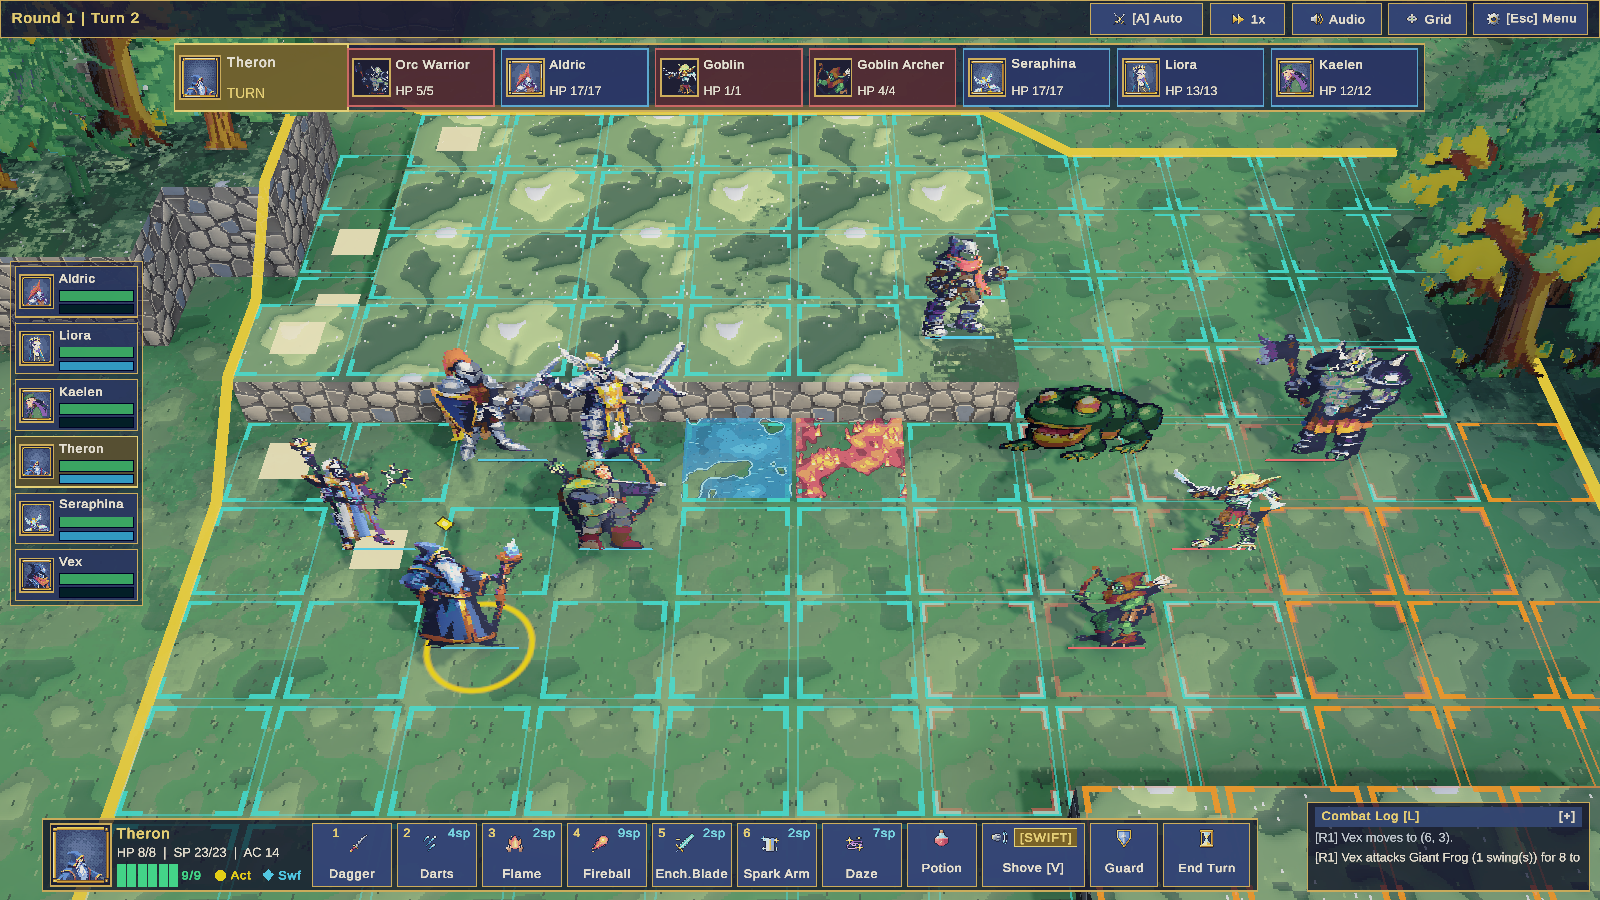 Round 1 | Turn 2
[A] Auto
1x
Audio
Grid
[Esc] Menu
Theron
TURN
Orc Warrior
HP 5/5
Aldric
HP 17/17
Goblin
HP 1/1
Goblin Archer
HP 4/4
Seraphina
HP 17/17
Liora
HP 13/13
Kaelen
HP 12/12
Aldric
Liora
Kaelen
Theron
Seraphina
Vex
Theron
HP 8/8 | SP 23/23 | AC 14
9/9 Act Swf
1
Dagger
2 4sp
Darts
3 2sp
Flame
4 9sp
Fireball
5 2sp
Ench.Blade
6 2sp
Spark Arm
7sp
Daze
Potion
[SWIFT]
Shove [V]
Guard
End Turn
Combat Log [L] [+]
[R1] Vex moves to (6, 3).
[R1] Vex attacks Giant Frog (1 swing(s)) for 8 to